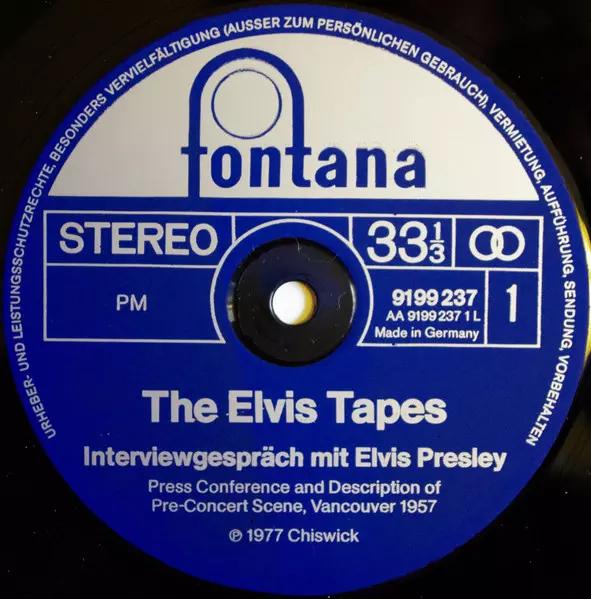 URHEBER- UND LEISTUNGSSCHUTZRECHTE, BESONDERS VERVIELFÄLTIGUNG (AUSSER ZUM PERSÖNLICHEN GEBRAUCH), VERMIETUNG, AUFFÜHRUNG, SENDUNG, VORBEHALTEN
fontana
STEREO
33⅓
PM
9199 237
AA 9199 237 1 L
Made in Germany
1
The Elvis Tapes
Interviewgespräch mit Elvis Presley
Press Conference and Description of
Pre-Concert Scene, Vancouver 1957
℗ 1977 Chiswick